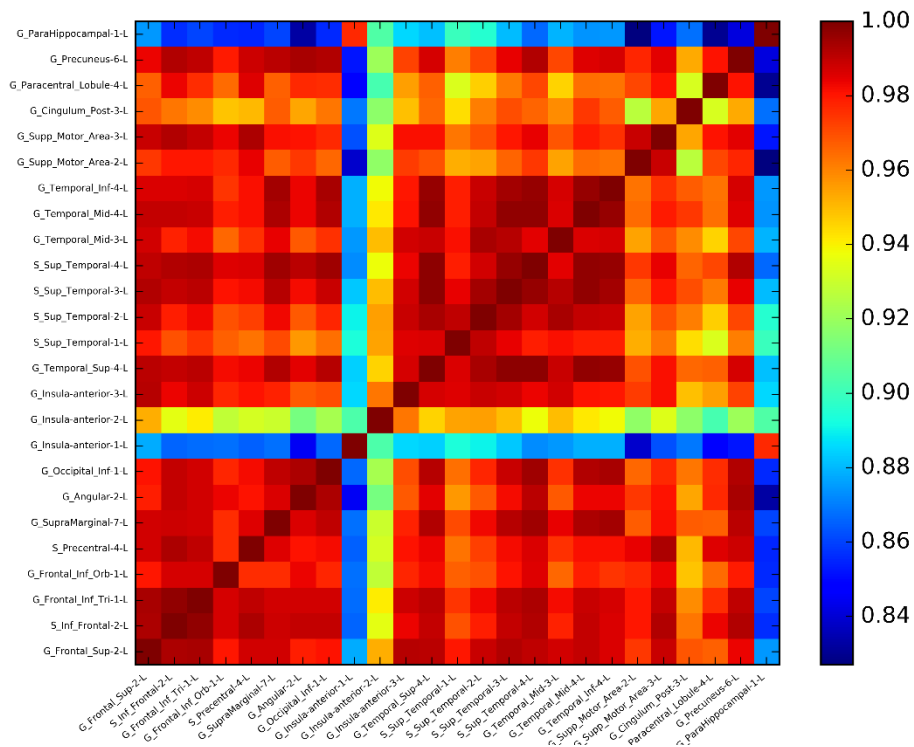 G_ParaHippocampal-1-L
G_Precuneus-6-L
G_Paracentral_Lobule-4-L
G_Cingulum_Post-3-L
G_Supp_Motor_Area-3-L
G_Supp_Motor_Area-2-L
G_Temporal_Inf-4-L
G_Temporal_Mid-4-L
G_Temporal_Mid-3-L
S_Sup_Temporal-4-L
S_Sup_Temporal-3-L
S_Sup_Temporal-2-L
S_Sup_Temporal-1-L
G_Temporal_Sup-4-L
G_Insula-anterior-3-L
G_Insula-anterior-2-L
G_Insula-anterior-1-L
G_Occipital_Inf-1-L
G_Angular-2-L
G_SupraMarginal-7-L
S_Precentral-4-L
G_Frontal_Inf_Orb-1-L
G_Frontal_Inf_Tri-1-L
S_Inf_Frontal-2-L
G_Frontal_Sup-2-L
G_Frontal_Sup-2-L
S_Inf_Frontal-2-L
G_Frontal_Inf_Tri-1-L
G_Frontal_Inf_Orb-1-L
S_Precentral-4-L
G_SupraMarginal-7-L
G_Angular-2-L
G_Occipital_Inf-1-L
G_Insula-anterior-1-L
G_Insula-anterior-2-L
G_Insula-anterior-3-L
G_Temporal_Sup-4-L
S_Sup_Temporal-1-L
S_Sup_Temporal-2-L
S_Sup_Temporal-3-L
S_Sup_Temporal-4-L
G_Temporal_Mid-3-L
G_Temporal_Mid-4-L
G_Temporal_Inf-4-L
G_Supp_Motor_Area-2-L
G_Supp_Motor_Area-3-L
G_Cingulum_Post-3-L
Paracentral_Lobule-4-L
G_Precuneus-6-L
G_ParaHippocampal-1-L
1.00
0.98
0.96
0.94
0.92
0.90
0.88
0.86
0.84